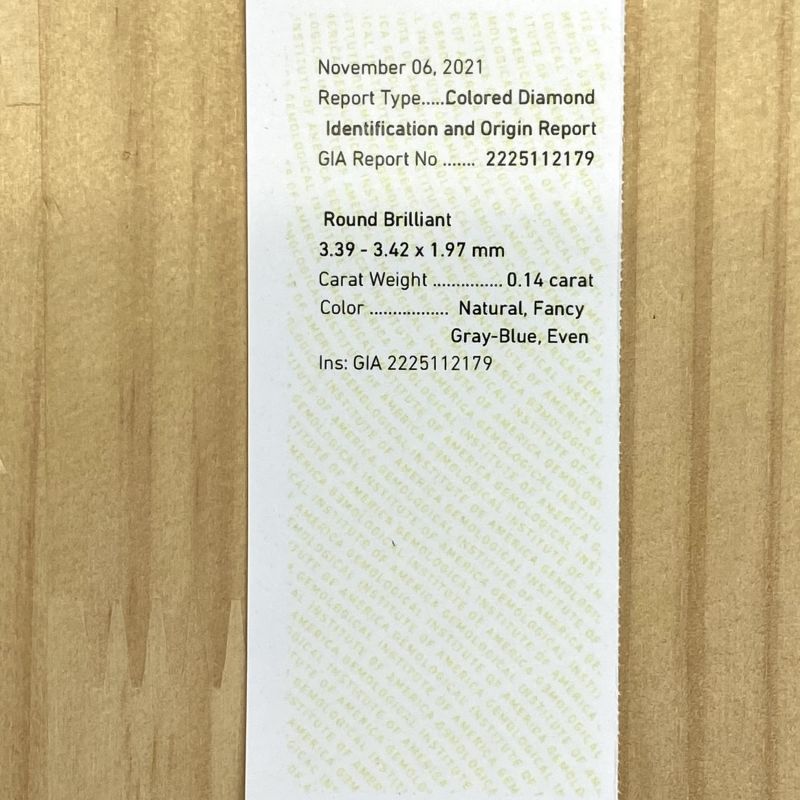 November 06, 2021
Report Type.....Colored Diamond
Identification and Origin Report
GIA Report No ....... 2225112179
Round Brilliant
3.39 - 3.42 x 1.97 mm
Carat Weight ............... 0.14 carat
Color ................. Natural, Fancy
Gray-Blue, Even
Ins: GIA 2225112179